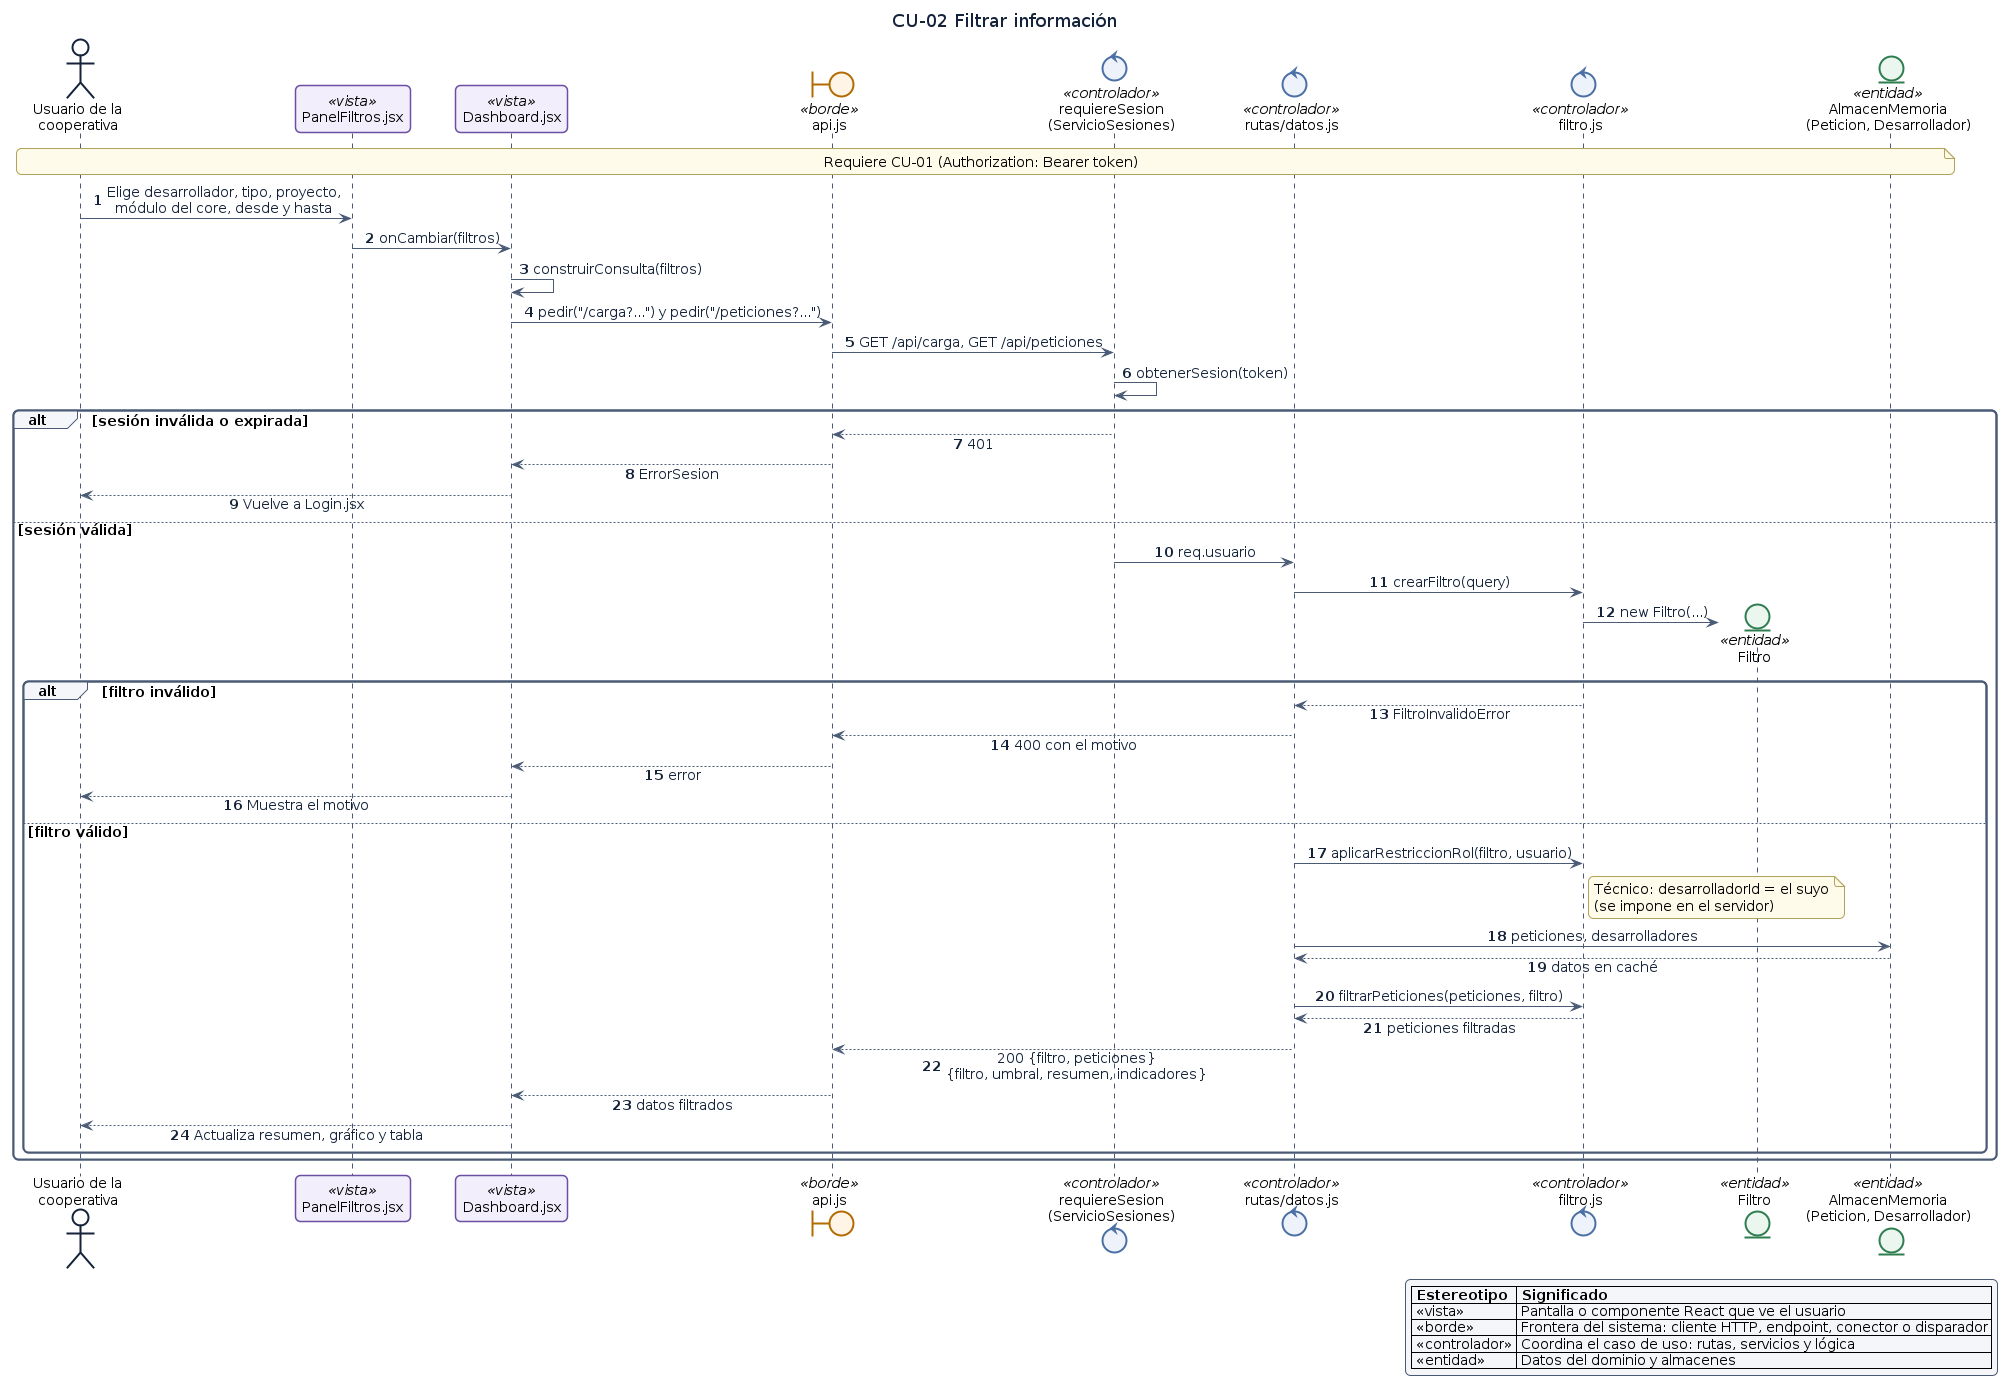 CU-02 Filtrar información
Usuario de la
cooperativa
«vista»
PanelFiltros.jsx
«vista»
Dashboard.jsx
«borde»
api.js
«controlador»
requiereSesion
(ServicioSesiones)
«controlador»
rutas/datos.js
«controlador»
filtro.js
«entidad»
AlmacenMemoria
(Peticion, Desarrollador)
Requiere CU-01 (Authorization: Bearer token)
1 Elige desarrollador, tipo, proyecto,
módulo del core, desde y hasta
2 onCambiar(filtros)
3 construirConsulta(filtros)
4 pedir("/carga?...") y pedir("/peticiones?...")
5 GET /api/carga, GET /api/peticiones
6 obtenerSesion(token)
alt [sesión inválida o expirada]
7 401
8 ErrorSesion
9 Vuelve a Login.jsx
[sesión válida]
10 req.usuario
11 crearFiltro(query)
12 new Filtro(...)
«entidad»
Filtro
alt [filtro inválido]
13 FiltroInvalidoError
14 400 con el motivo
15 error
16 Muestra el motivo
[filtro válido]
17 aplicarRestriccionRol(filtro, usuario)
Técnico: desarrolladorId = el suyo
(se impone en el servidor)
18 peticiones, desarrolladores
19 datos en caché
20 filtrarPeticiones(peticiones, filtro)
21 peticiones filtradas
22 200 {filtro, peticiones}
{filtro, umbral, resumen, indicadores}
23 datos filtrados
24 Actualiza resumen, gráfico y tabla
Usuario de la
cooperativa
«vista»
PanelFiltros.jsx
«vista»
Dashboard.jsx
«borde»
api.js
«controlador»
requiereSesion
(ServicioSesiones)
«controlador»
rutas/datos.js
«controlador»
filtro.js
«entidad»
Filtro
«entidad»
AlmacenMemoria
(Peticion, Desarrollador)
Estereotipo Significado
«vista» Pantalla o componente React que ve el usuario
«borde» Frontera del sistema: cliente HTTP, endpoint, conector o disparador
«controlador» Coordina el caso de uso: rutas, servicios y lógica
«entidad» Datos del dominio y almacenes